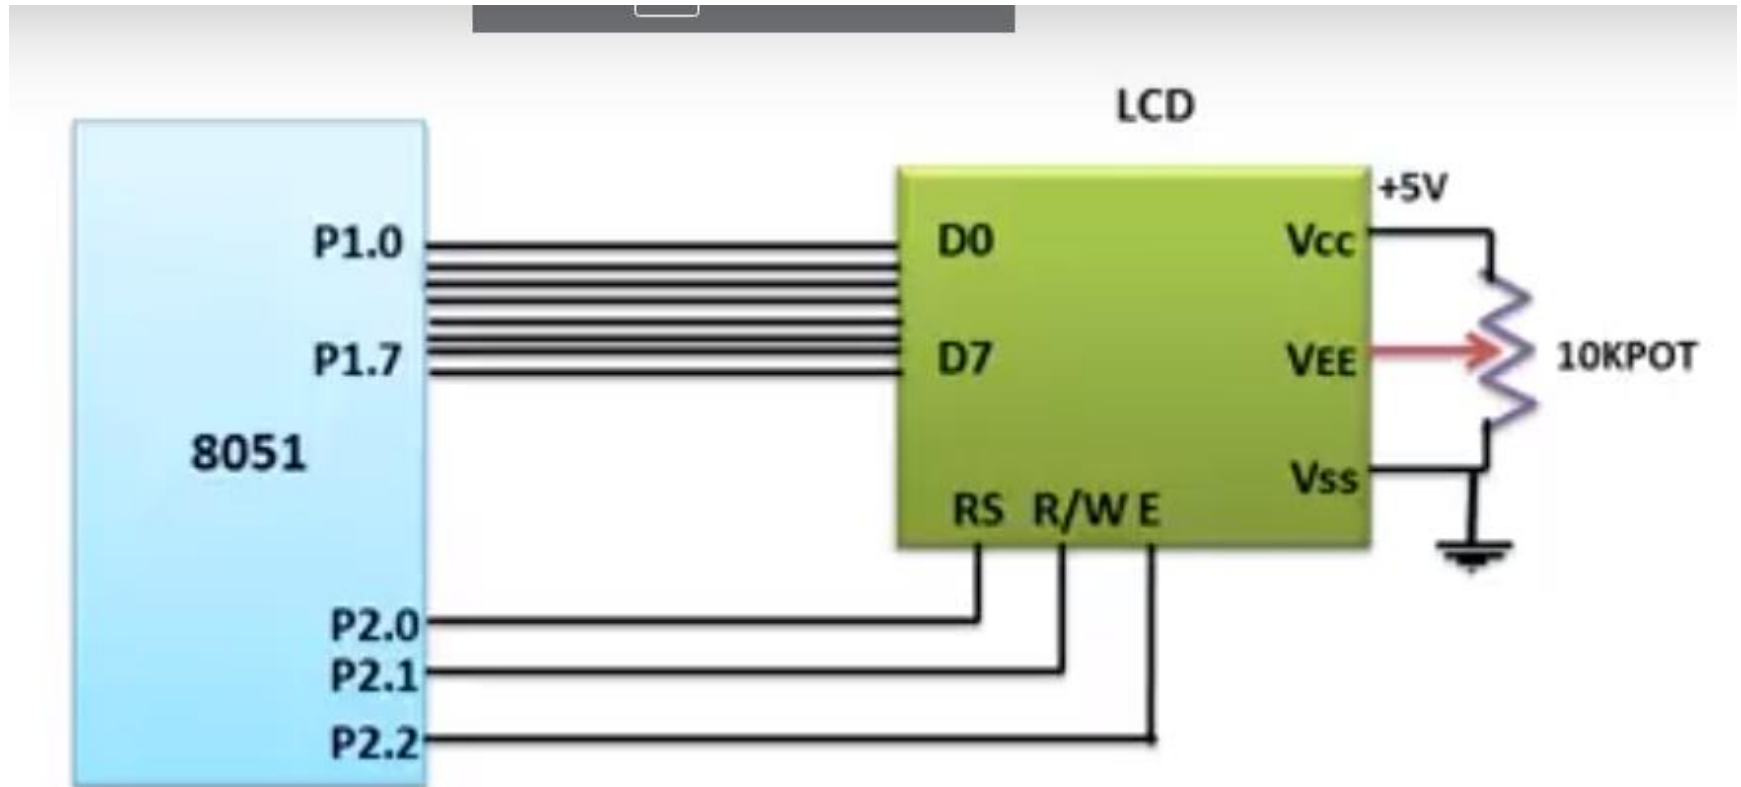 LCD
+5V
P1.0
D0
Vcc
P1.7
D7
VEE
10KPOT
8051
Vss
RS R/W E
P2.0
P2.1
P2.2